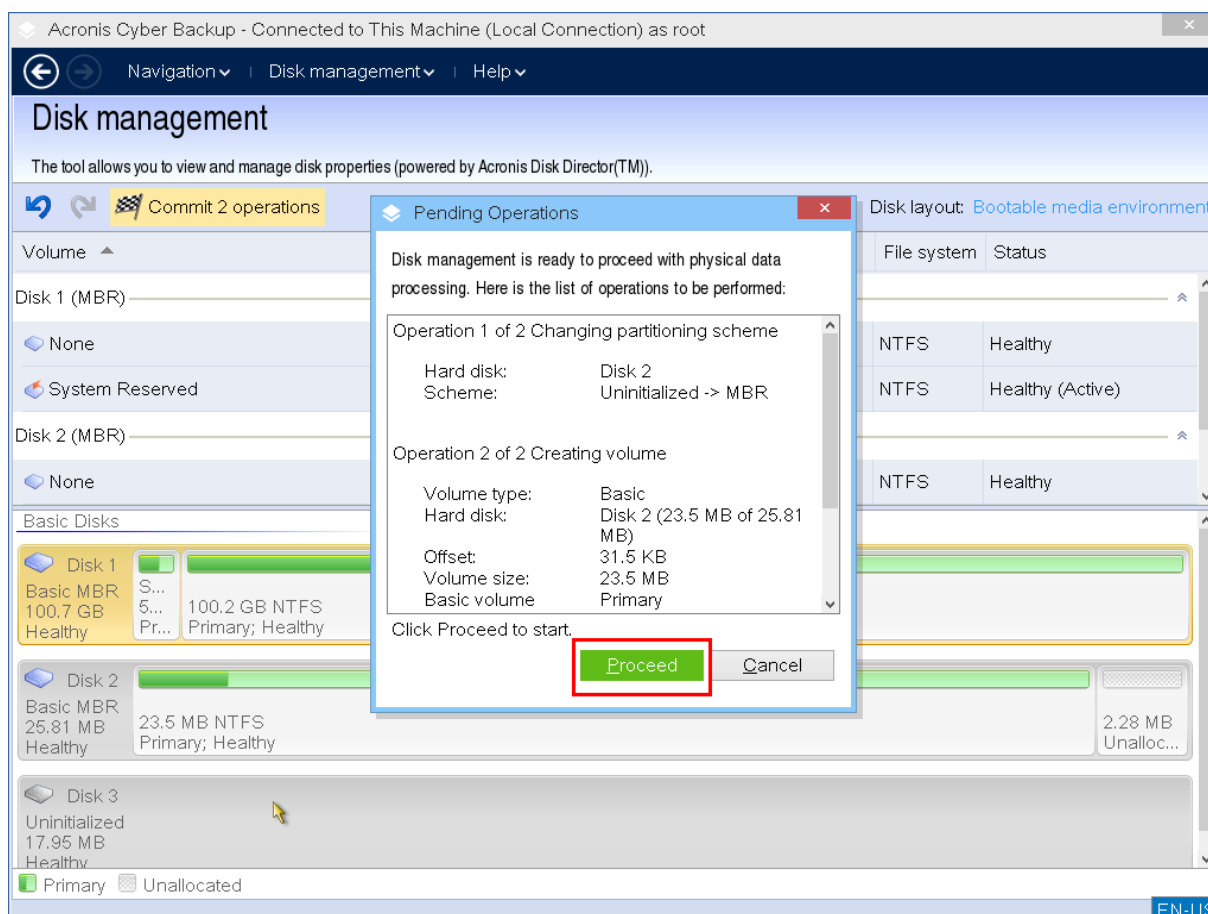 Acronis Cyber Backup - Connected to This Machine (Local Connection) as root
Navigation
Disk management
Help
Disk management
The tool allows you to view and manage disk properties (powered by Acronis Disk Director(TM)).
Commit 2 operations
Disk layout: Bootable media environment
Volume
File system
Status
Disk 1 (MBR)
None
NTFS
Healthy
System Reserved
NTFS
Healthy (Active)
Disk 2 (MBR)
None
NTFS
Healthy
Pending Operations
Disk management is ready to proceed with physical data
processing. Here is the list of operations to be performed:
Operation 1 of 2 Changing partitioning scheme
Hard disk: Disk 2
Scheme: Uninitialized -> MBR
Operation 2 of 2 Creating volume
Volume type: Basic
Hard disk: Disk 2 (23.5 MB of 25.81
MB)
Offset: 31.5 KB
Volume size: 23.5 MB
Basic volume Primary
Click Proceed to start.
Proceed
Cancel
Basic Disks
Disk 1
Basic MBR
100.7 GB
Healthy
S...
5...
Pr...
100.2 GB NTFS
Primary; Healthy
Disk 2
Basic MBR
25.81 MB
Healthy
23.5 MB NTFS
Primary; Healthy
2.28 MB
Unalloc...
Disk 3
Uninitialized
17.95 MB
Healthy
Primary
Unallocated
EN-US